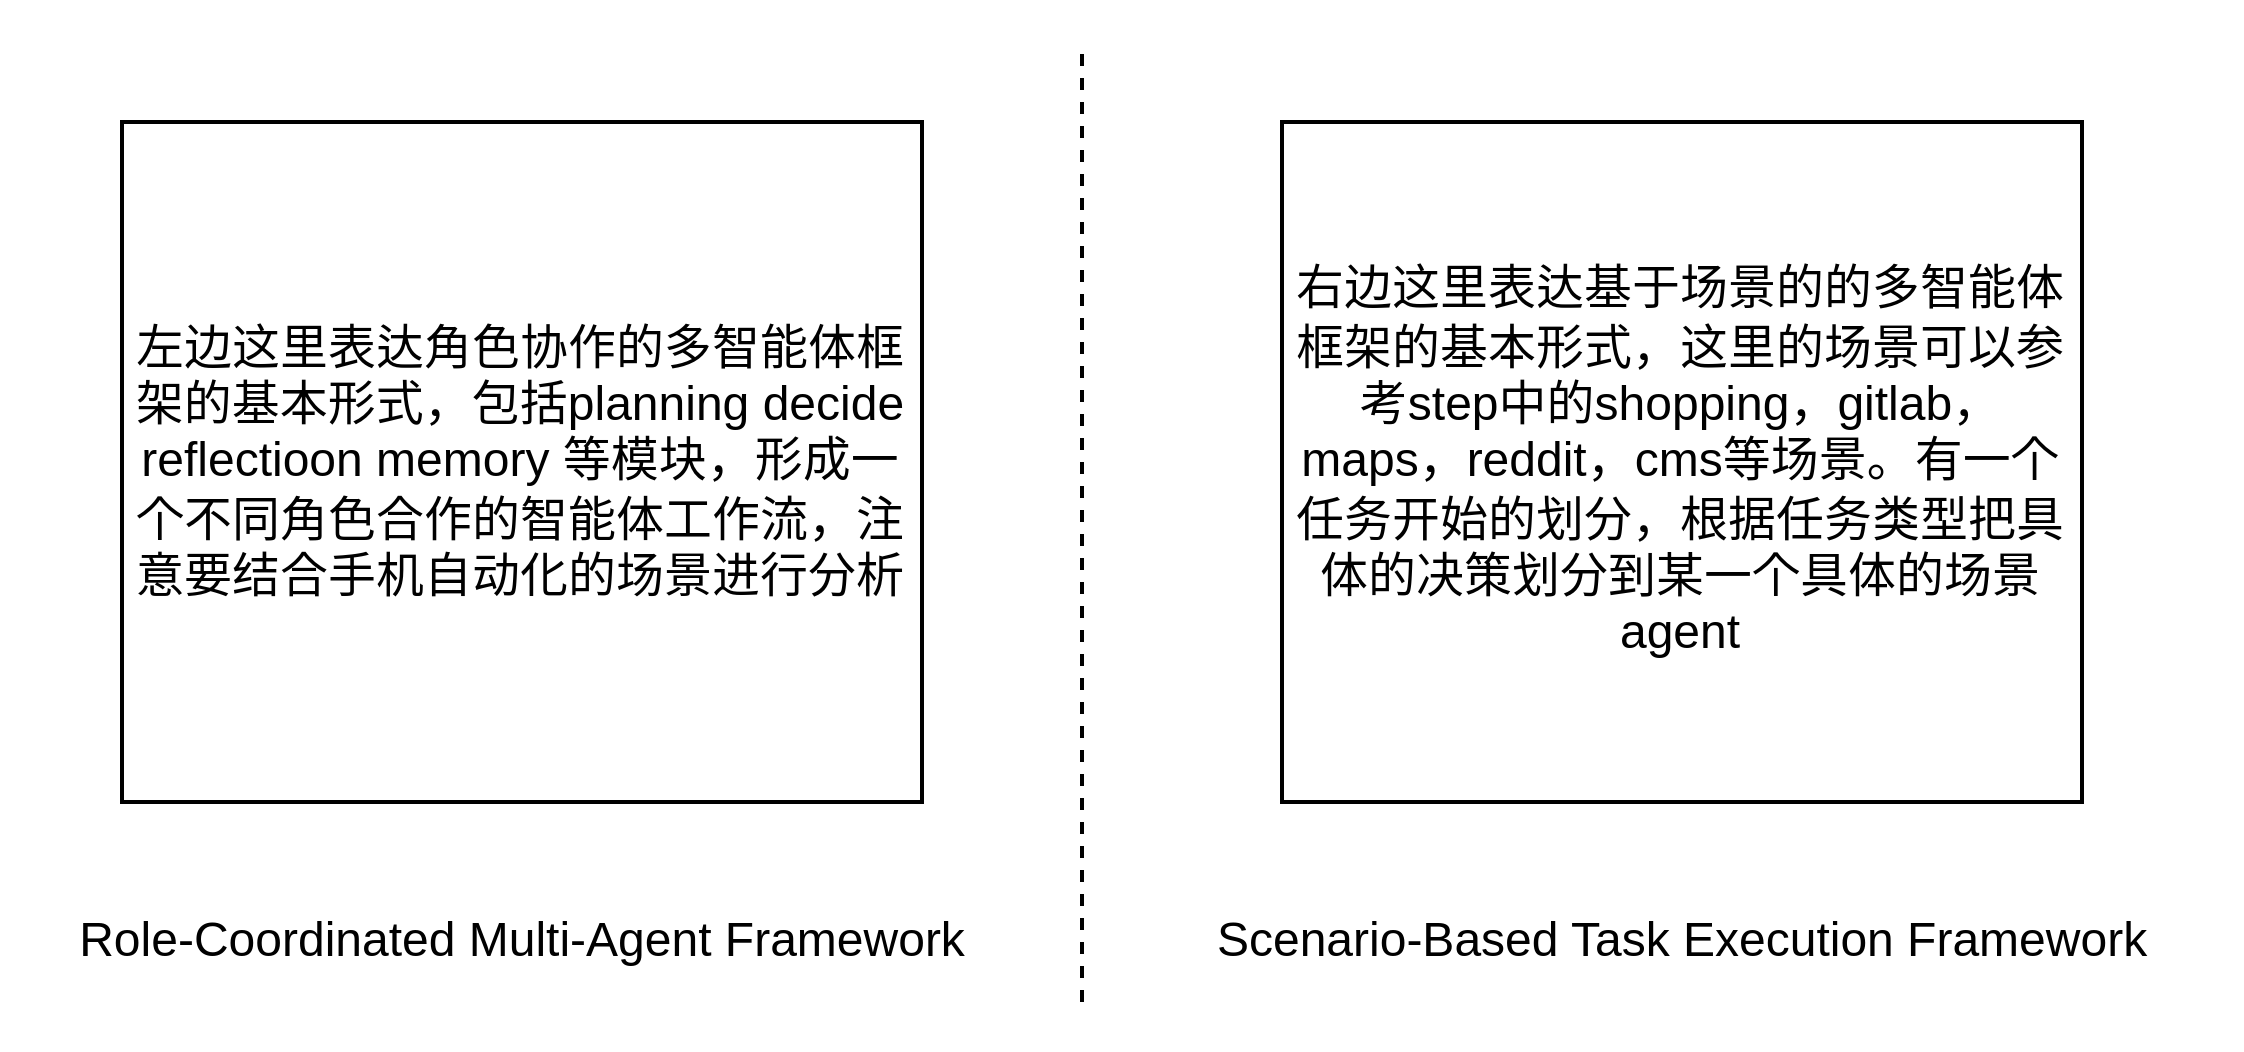 左边这里表达角色协作的多智能体框
架的基本形式，包括planning decide
reflectioon memory 等模块，形成一
个不同角色合作的智能体工作流，注
意要结合手机自动化的场景进行分析
Role-Coordinated Multi-Agent Framework
右边这里表达基于场景的的多智能体
框架的基本形式，这里的场景可以参
考step中的shopping，gitlab，
maps，reddit，cms等场景。有一个
任务开始的划分，根据任务类型把具
体的决策划分到某一个具体的场景
agent
Scenario-Based Task Execution Framework